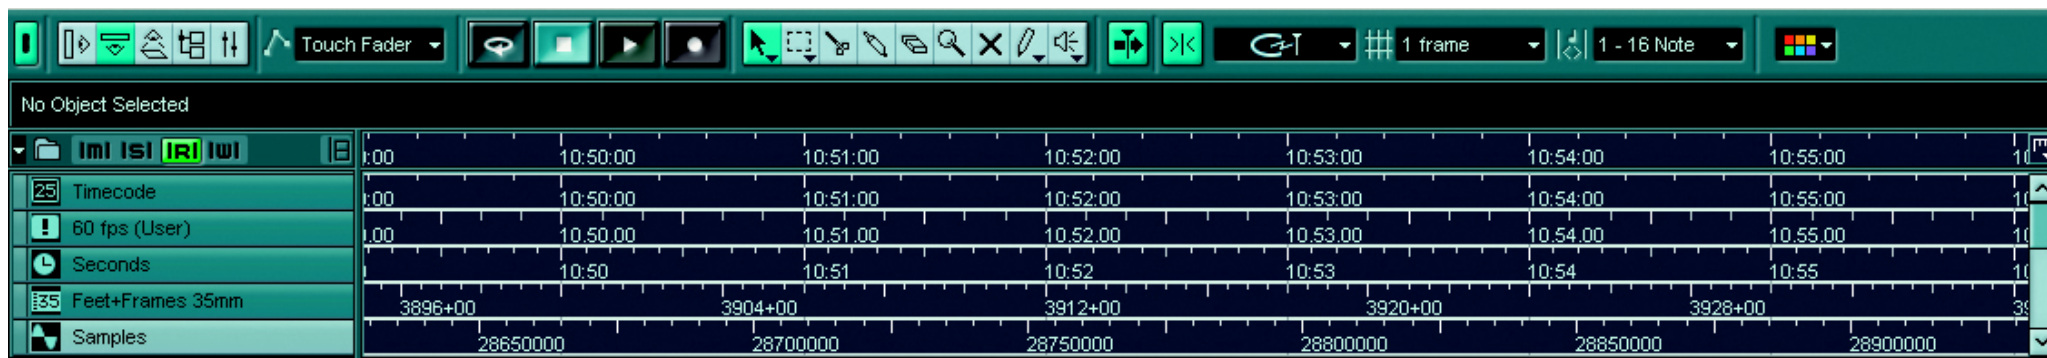 Touch Fader 1 frame 1 - 16 Note
No Object Selected
m S R W :00 10:50:00 10:51:00 10:52:00 10:53:00 10:54:00 10:55:00
25 Timecode :00 10:50:00 10:51:00 10:52:00 10:53:00 10:54:00 10:55:00
! 60 fps (User) .00 10.50.00 10.51.00 10.52.00 10.53.00 10.54.00 10.55.00
Seconds 10:50 10:51 10:52 10:53 10:54 10:55
35 Feet+Frames 35mm 3896+00 3904+00 3912+00 3920+00 3928+00
Samples 28650000 28700000 28750000 28800000 28850000 28900000